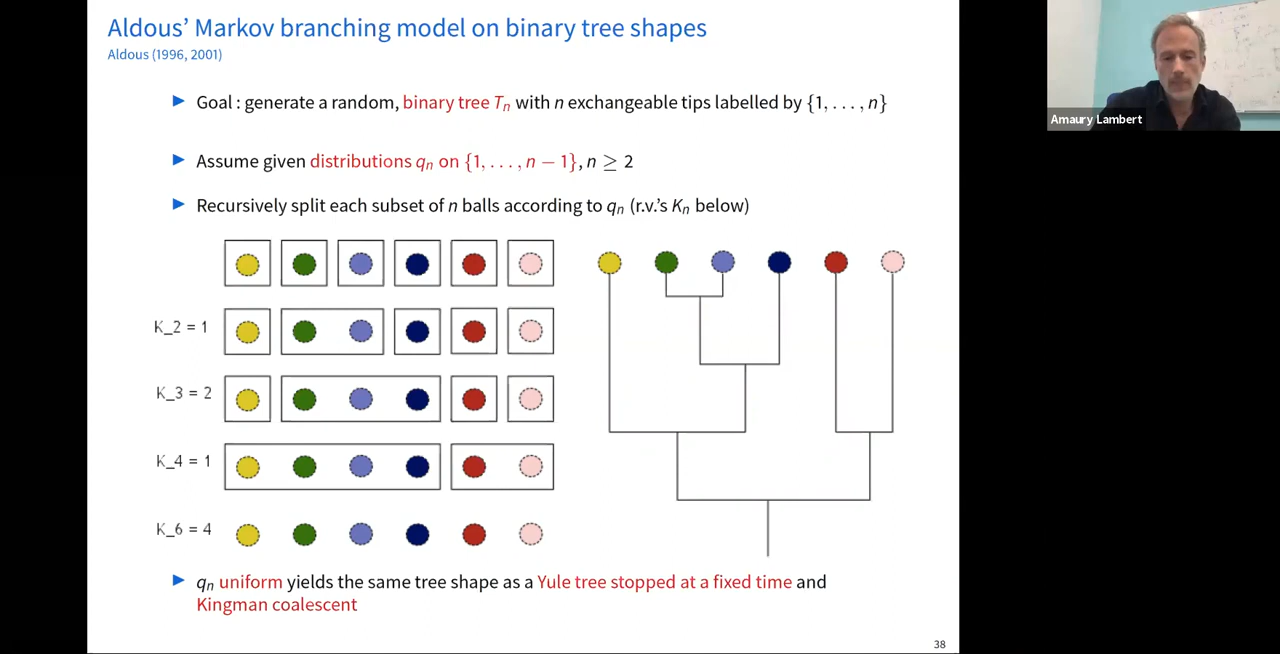 Aldous’ Markov branching model on binary tree shapes
Aldous (1996, 2001)
Goal : generate a random, binary tree Tn with n exchangeable tips labelled by {1, . . . , n}
Assume given distributions qn on {1, . . . , n − 1}, n ≥ 2
Recursively split each subset of n balls according to qn (r.v.’s Kn below)
K_2 = 1
K_3 = 2
K_4 = 1
K_6 = 4
qn uniform yields the same tree shape as a Yule tree stopped at a fixed time and
Kingman coalescent
38
Amaury Lambert